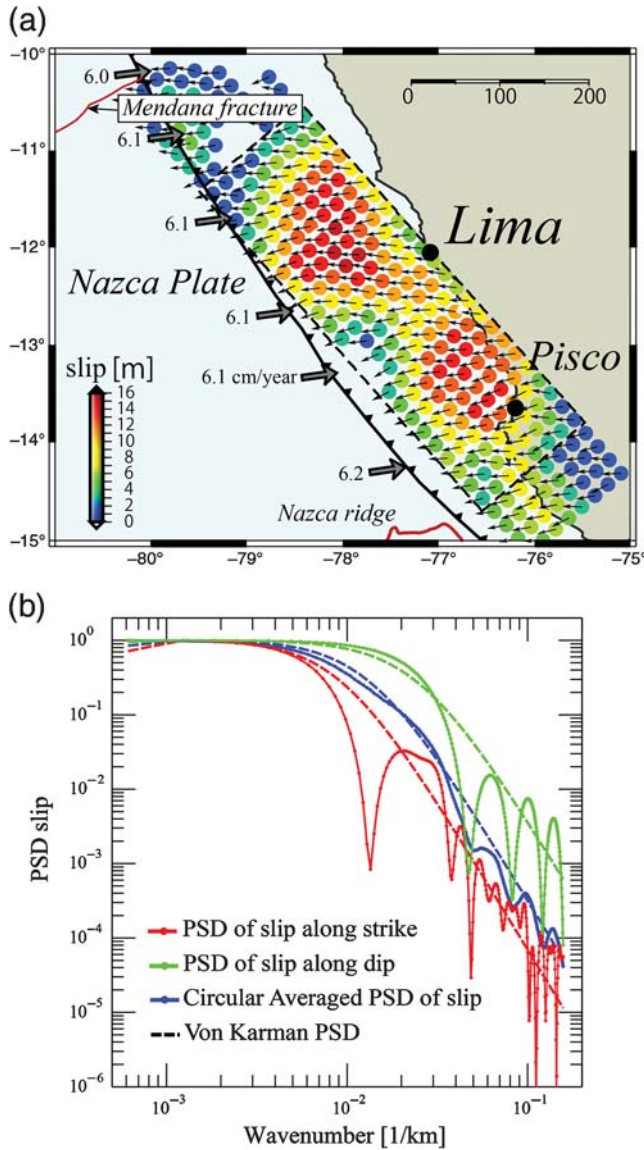 (a)
−10°
−11°
−12°
−13°
−14°
−15°
−80°
−79°
−78°
−77°
−76°
−75°
0
100
200
6.0
Mendana fracture
6.1
6.1
Lima
Nazca Plate
6.1
Pisco
6.1 cm/year
6.2
Nazca ridge
slip [m]
16
14
12
10
8
6
4
2
0
(b)
10⁰
10⁻¹
10⁻²
10⁻³
10⁻⁴
10⁻⁵
10⁻⁶
PSD slip
PSD of slip along strike
PSD of slip along dip
Circular Averaged PSD of slip
Von Karman PSD
10⁻³
10⁻²
10⁻¹
Wavenumber [1/km]